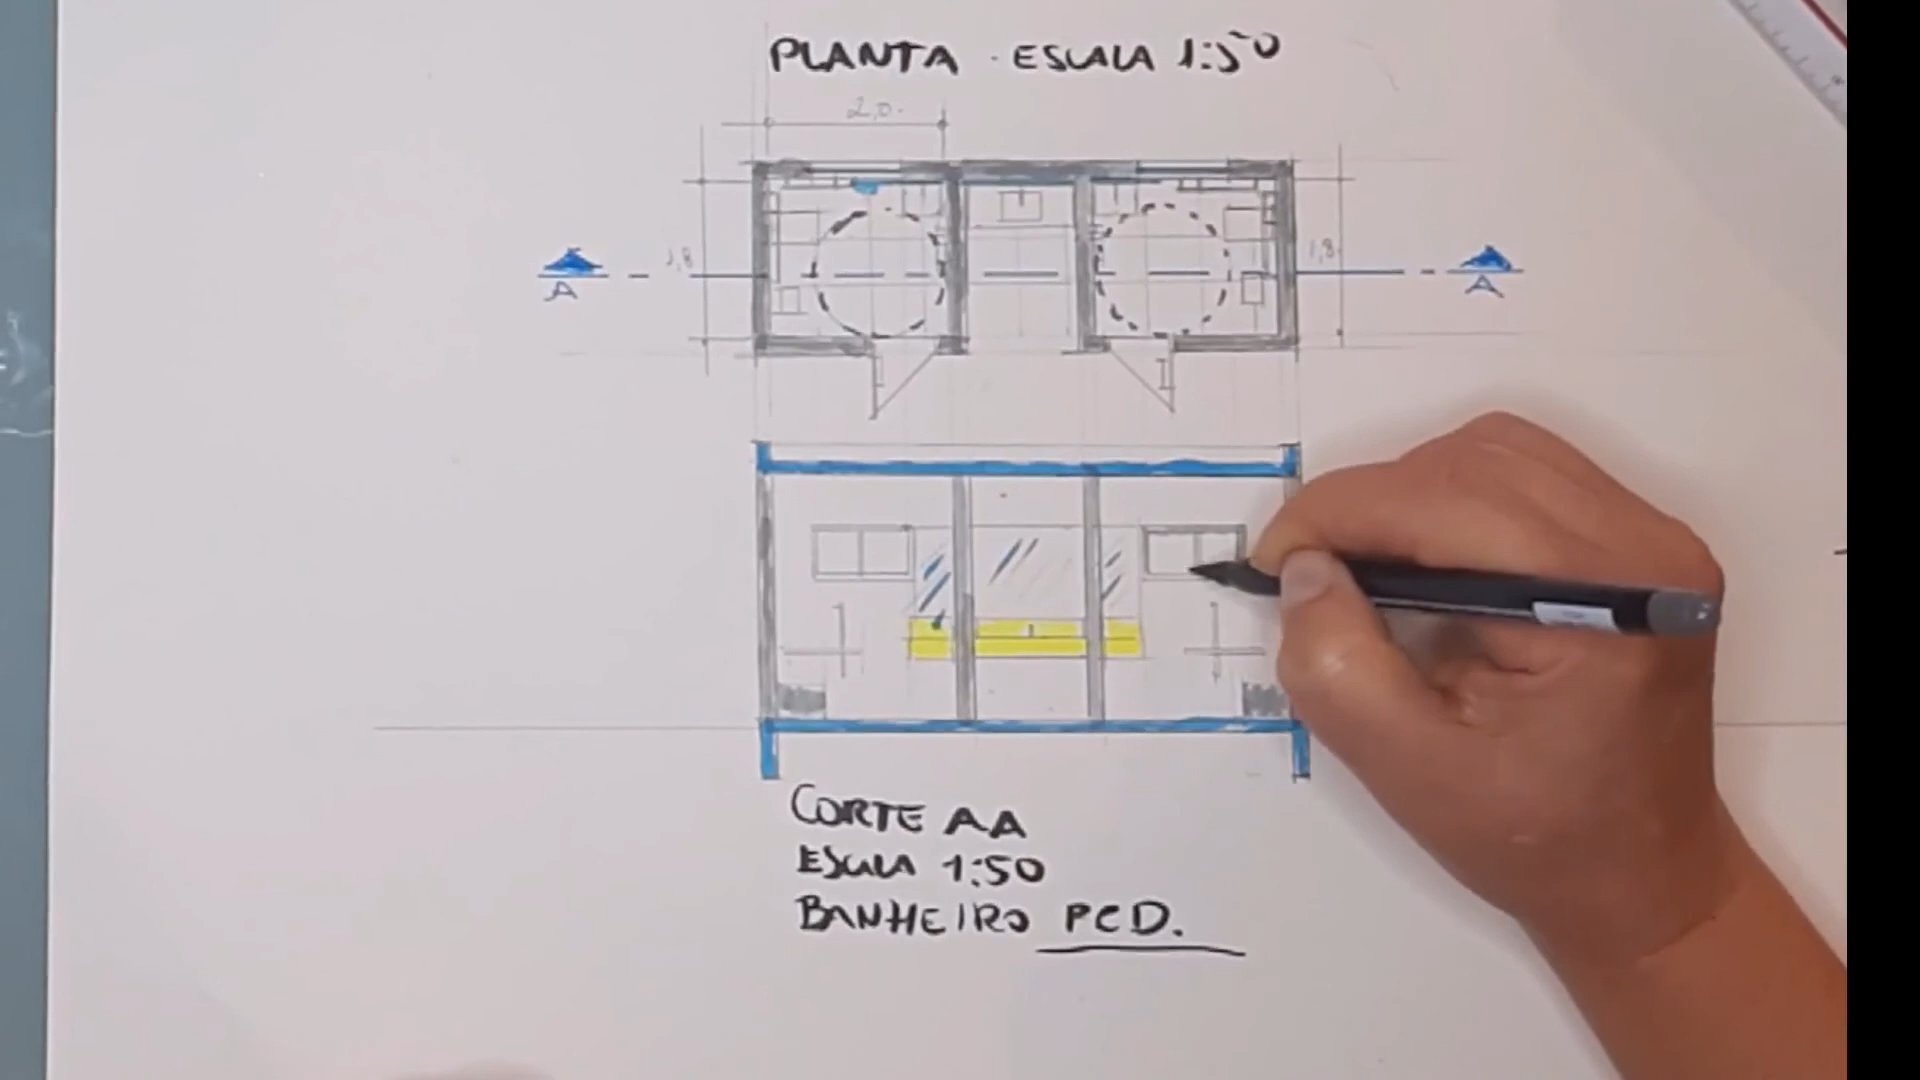 PLANTA - ESCALA 1:50
2,0
1,8
1,8
A
A
CORTE AA
ESCALA 1:50
BANHEIRO PCD.